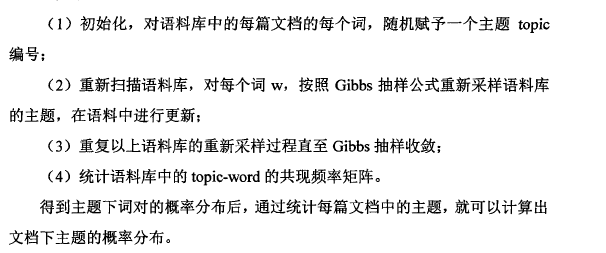 （1）初始化，对语料库中的每篇文档的每个词，随机赋予一个主题 topic
编号；
（2）重新扫描语料库，对每个词 w，按照 Gibbs 抽样公式重新采样语料库
的主题，在语料中进行更新；
（3）重复以上语料库的重新采样过程直至 Gibbs 抽样收敛；
（4）统计语料库中的 topic-word 的共现频率矩阵。
得到主题下词对的概率分布后，通过统计每篇文档中的主题，就可以计算出
文档下主题的概率分布。